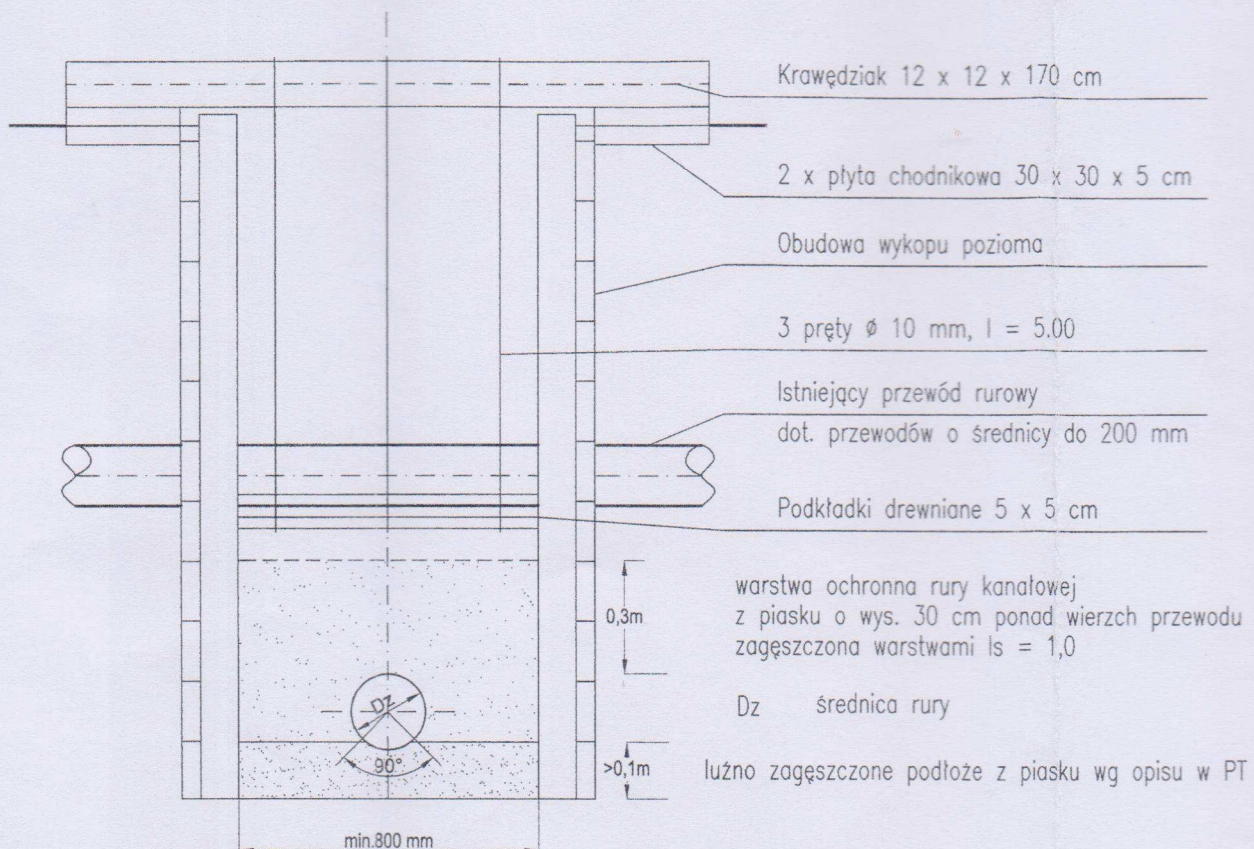 Krawędziak 12 x 12 x 170 cm
2 x płyta chodnikowa 30 x 30 x 5 cm
Obudowa wykopu pozioma
3 pręty ø 10 mm, l = 5.00
Istniejący przewód rurowy
dot. przewodów o średnicy do 200 mm
Podkładki drewniane 5 x 5 cm
warstwa ochronna rury kanałowej
z piasku o wys. 30 cm ponad wierzch przewodu
zagęszczona warstwami Is = 1,0
0,3m
Dz
Dz średnica rury
90°
>0,1m
luźno zagęszczone podłoże z piasku wg opisu w PT
min.800 mm